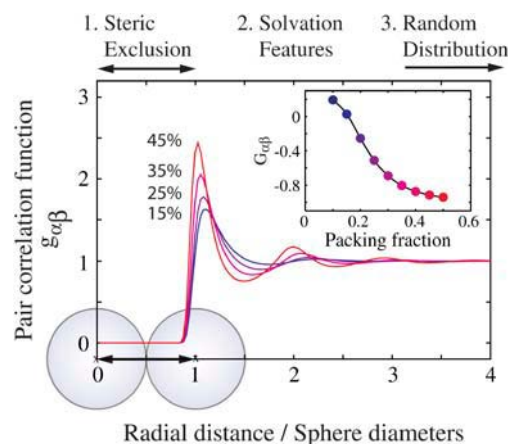 1. Steric
Exclusion
2. Solvation
Features
3. Random
Distribution
Pair correlation function
gαβ
3
2
1
0
45%
35%
25%
15%
Gαβ
0
-0.4
-0.8
0
0.2
0.4
0.6
Packing fraction
0
1
2
3
4
Radial distance / Sphere diameters